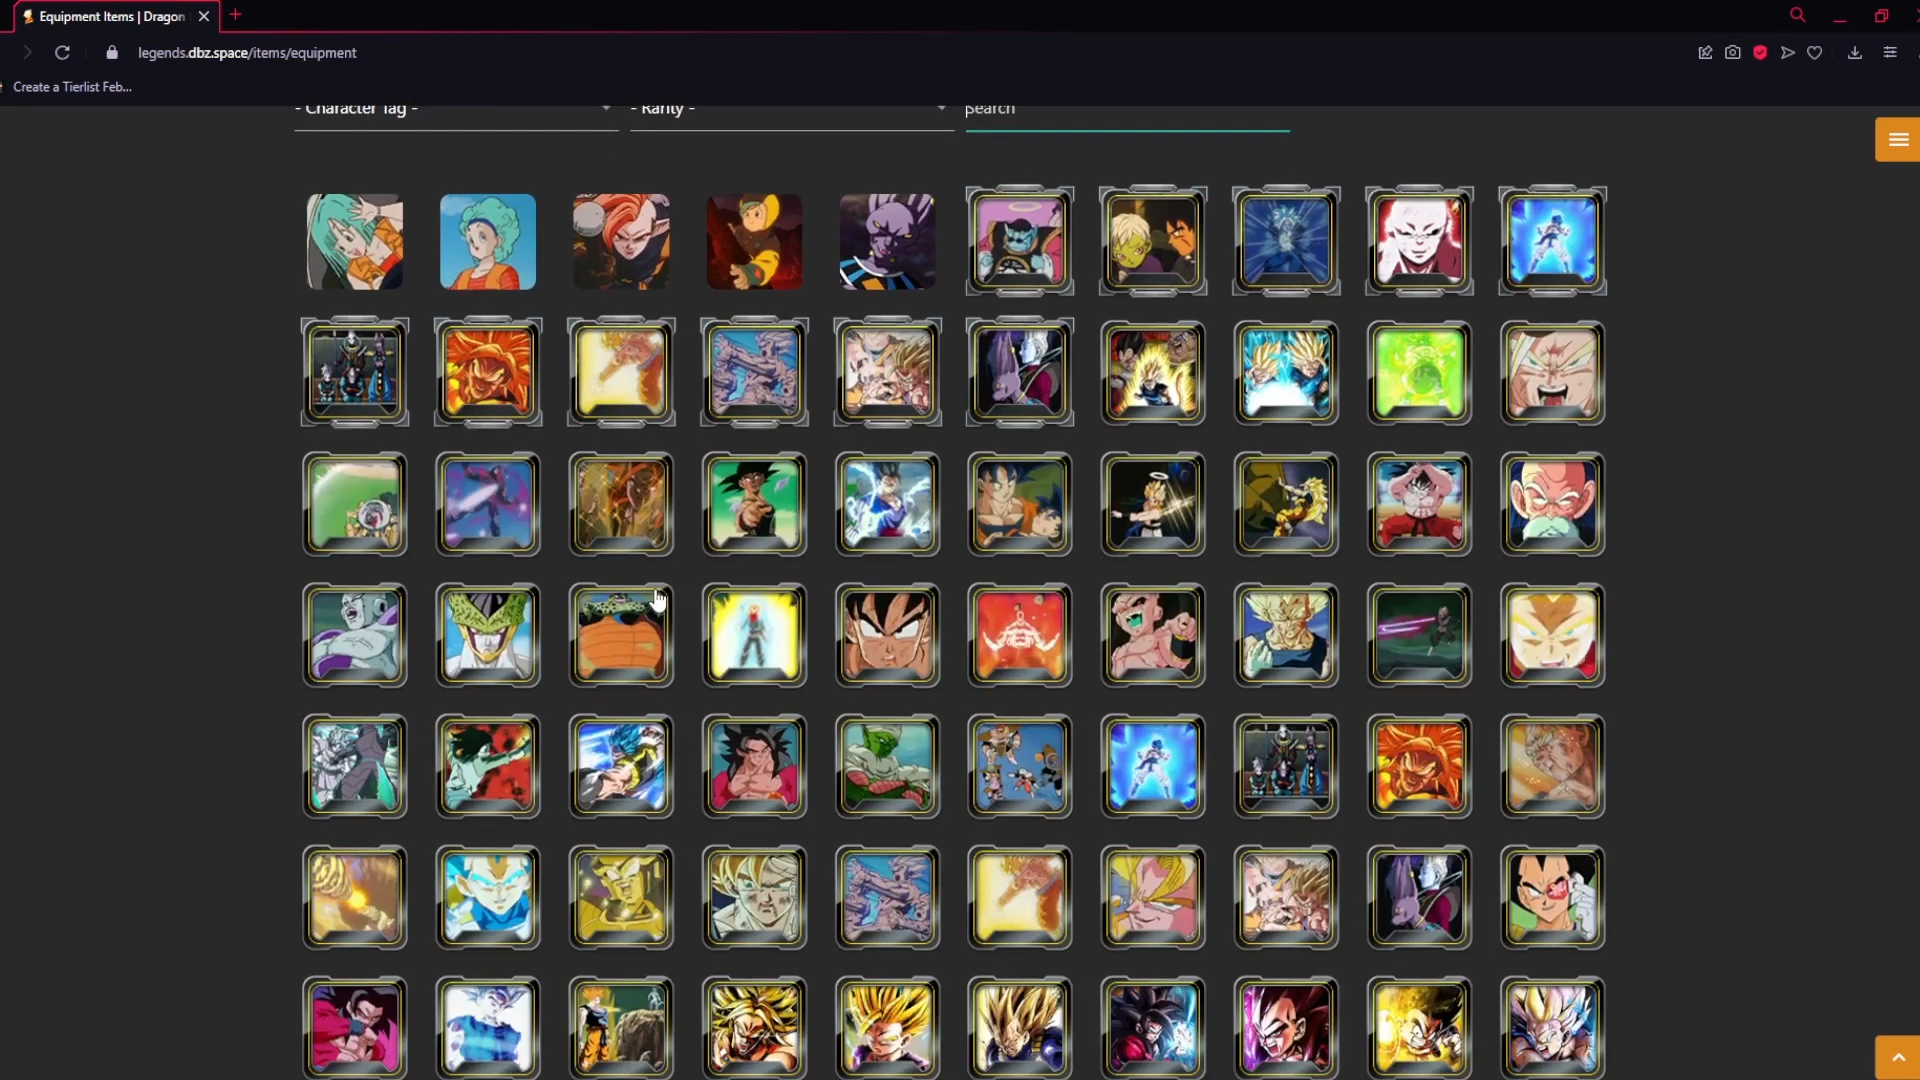 Equipment Items | Dragon
legends.dbz.space/items/equipment
Create a Tierlist Feb...
- Character Tag -
- Rarity -
Search